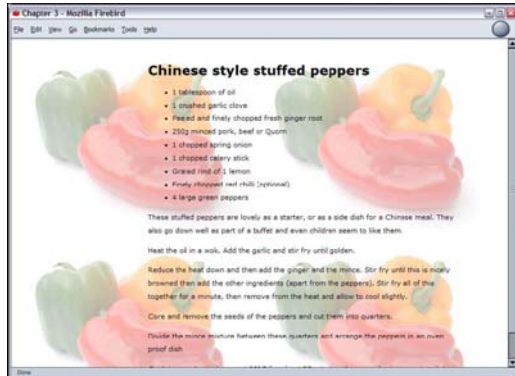 Chapter 3 - Mozilla Firebird
File Edit View Go Bookmarks Tools Help
Chinese style stuffed peppers
1 tablespoon of oil
1 crushed garlic clove
Peeled and finely chopped fresh ginger root
250g minced pork, beef or Quorn
1 chopped spring onion
1 chopped celery stick
Grated rind of 1 lemon
Finely chopped red chilli (optional)
4 large green peppers
These stuffed peppers are lovely as a starter, or as a side dish for a Chinese meal. They
also go down well as part of a buffet and even children seem to like them.
Heat the oil in a wok. Add the garlic and stir fry until golden.
Reduce the heat down and then add the ginger and the mince. Stir fry until this is nicely
browned then add the other ingredients (apart from the peppers). Stir fry all of this
together for a minute, then remove from the heat and allow to cool slightly.
Core and remove the seeds of the peppers and cut them into quarters.
Divide the mince mixture between these quarters and arrange the peppers in an oven
proof dish
Done